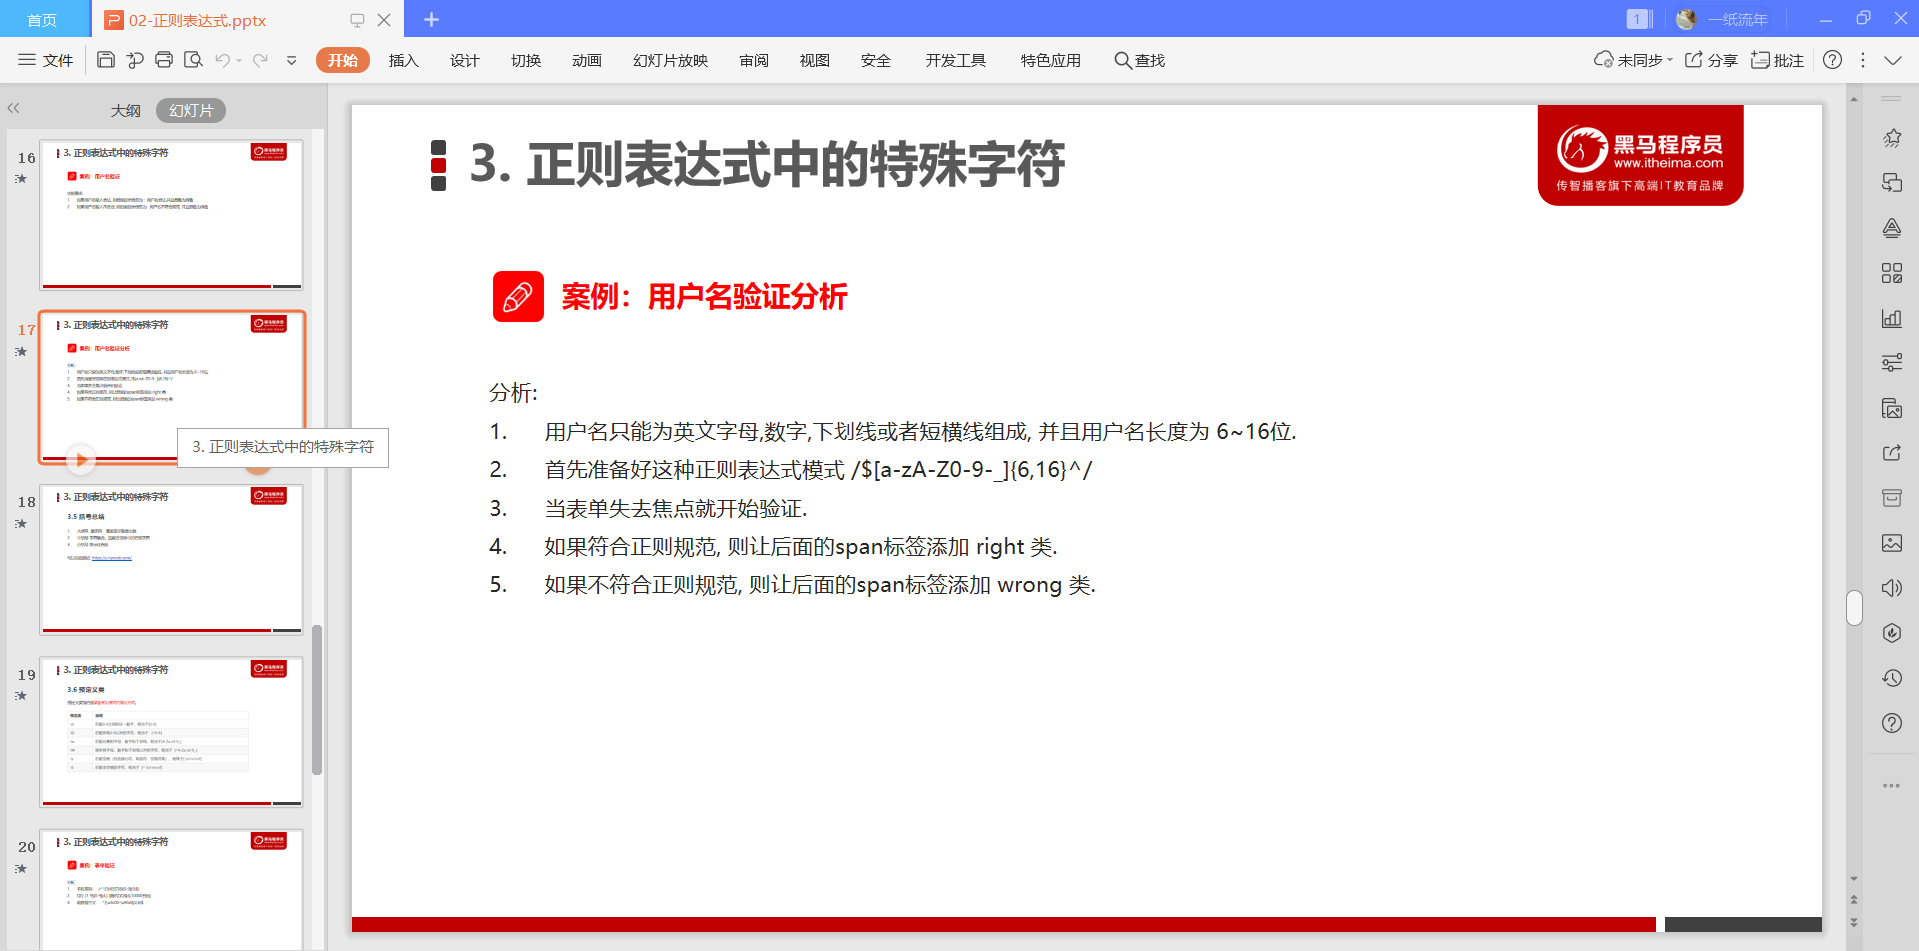 首页
02-正则表达式.pptx
1
一纸流年
文件
开始
插入
设计
切换
动画
幻灯片放映
审阅
视图
安全
开发工具
特色应用
查找
未同步
分享
批注
大纲
幻灯片
16
3. 正则表达式中的特殊字符
案例：用户名验证
17
3. 正则表达式中的特殊字符
案例：用户名验证分析
3. 正则表达式中的特殊字符
18
3. 正则表达式中的特殊字符
3.5 括号总结
19
3. 正则表达式中的特殊字符
3.6 预定义类
20
3. 正则表达式中的特殊字符
案例：表单验证
3. 正则表达式中的特殊字符
黑马程序员
www.itheima.com
传智播客旗下高端IT教育品牌
案例：用户名验证分析
分析:
1. 用户名只能为英文字母,数字,下划线或者短横线组成, 并且用户名长度为 6~16位.
2. 首先准备好这种正则表达式模式 /$[a-zA-Z0-9-_]{6,16}^/
3. 当表单失去焦点就开始验证.
4. 如果符合正则规范, 则让后面的span标签添加 right 类.
5. 如果不符合正则规范, 则让后面的span标签添加 wrong 类.